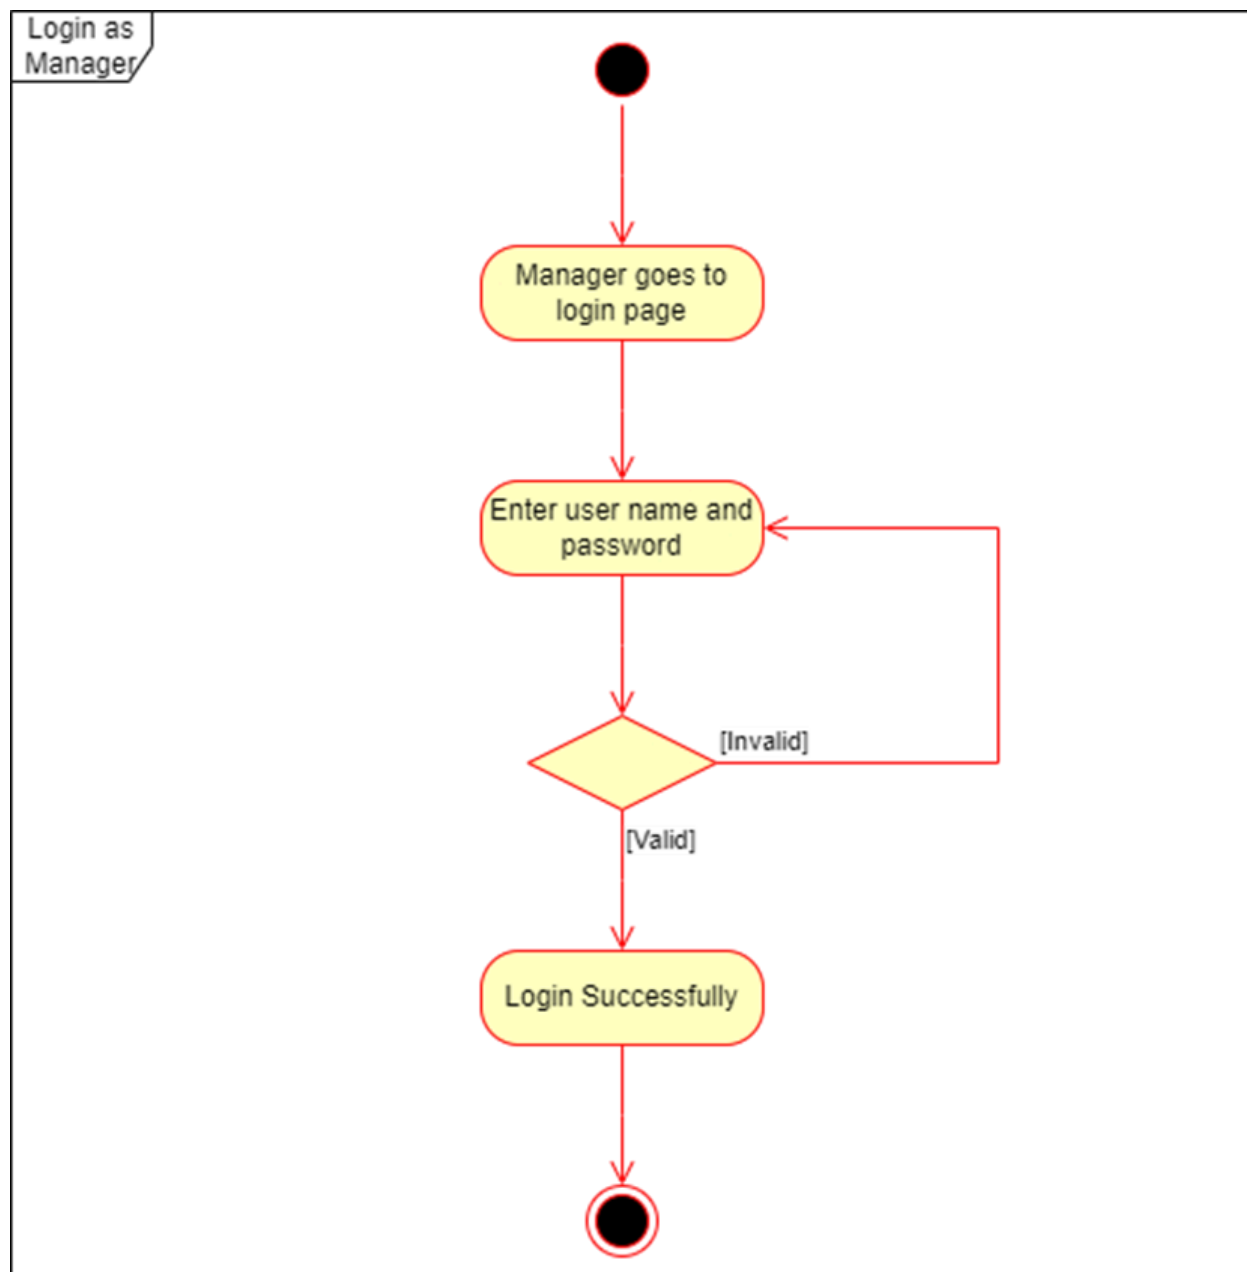 Login as
Manager
Manager goes to
login page
Enter user name and
password
[Invalid]
[Valid]
Login Successfully